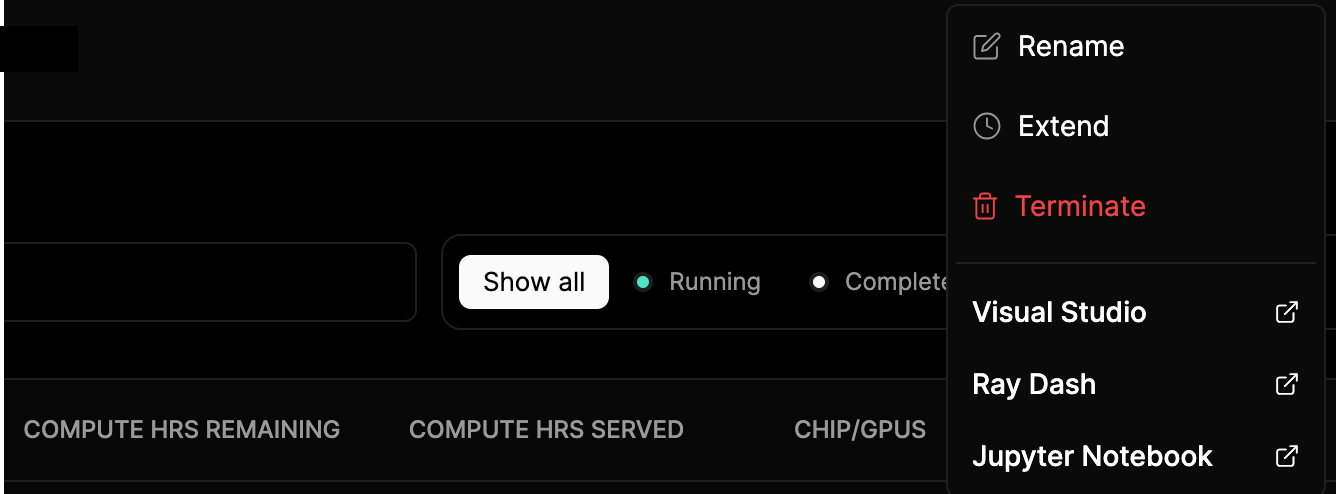 Rename
Extend
Terminate
Show all
Running
Complete
Visual Studio
Ray Dash
COMPUTE HRS REMAINING
COMPUTE HRS SERVED
CHIP/GPUS
Jupyter Notebook